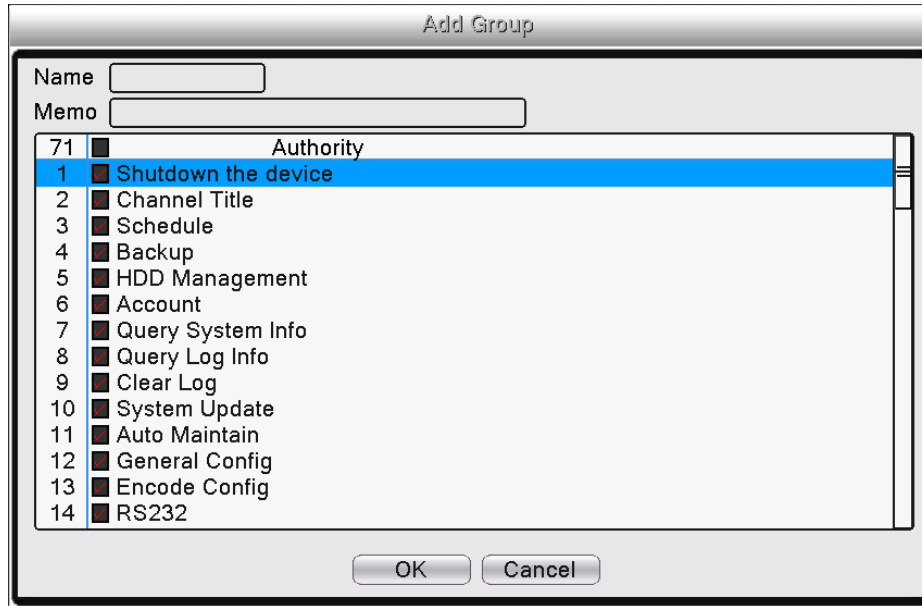 Add Group
Name
Memo
71 Authority
1 Shutdown the device
2 Channel Title
3 Schedule
4 Backup
5 HDD Management
6 Account
7 Query System Info
8 Query Log Info
9 Clear Log
10 System Update
11 Auto Maintain
12 General Config
13 Encode Config
14 RS232
OK Cancel